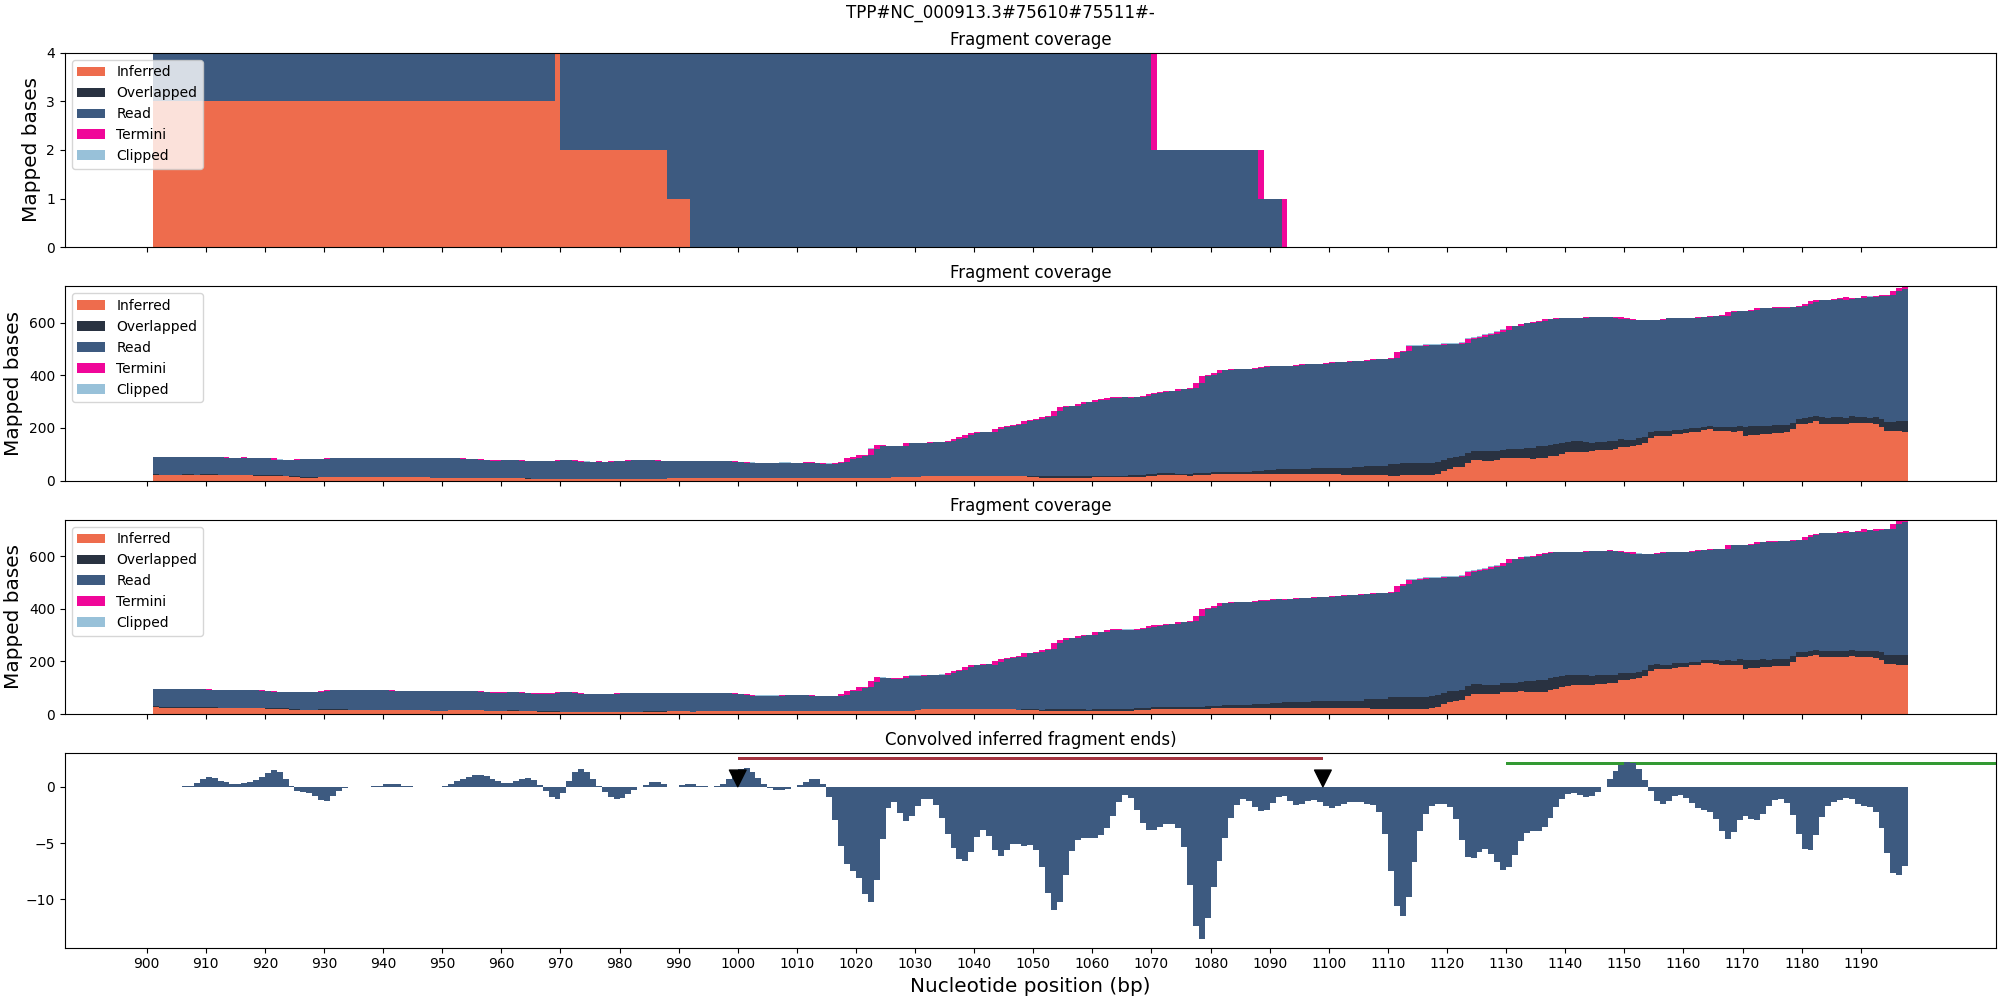 TPP#NC_000913.3#75610#75511#-
Fragment coverage
Mapped bases
4
3
2
1
0
Inferred
Overlapped
Read
Termini
Clipped
Fragment coverage
Mapped bases
600
400
200
0
Inferred
Overlapped
Read
Termini
Clipped
Fragment coverage
Mapped bases
600
400
200
0
Inferred
Overlapped
Read
Termini
Clipped
Convolved inferred fragment ends)
0
−5
−10
900 910 920 930 940 950 960 970 980 990 1000 1010 1020 1030 1040 1050 1060 1070 1080 1090 1100 1110 1120 1130 1140 1150 1160 1170 1180 1190
Nucleotide position (bp)